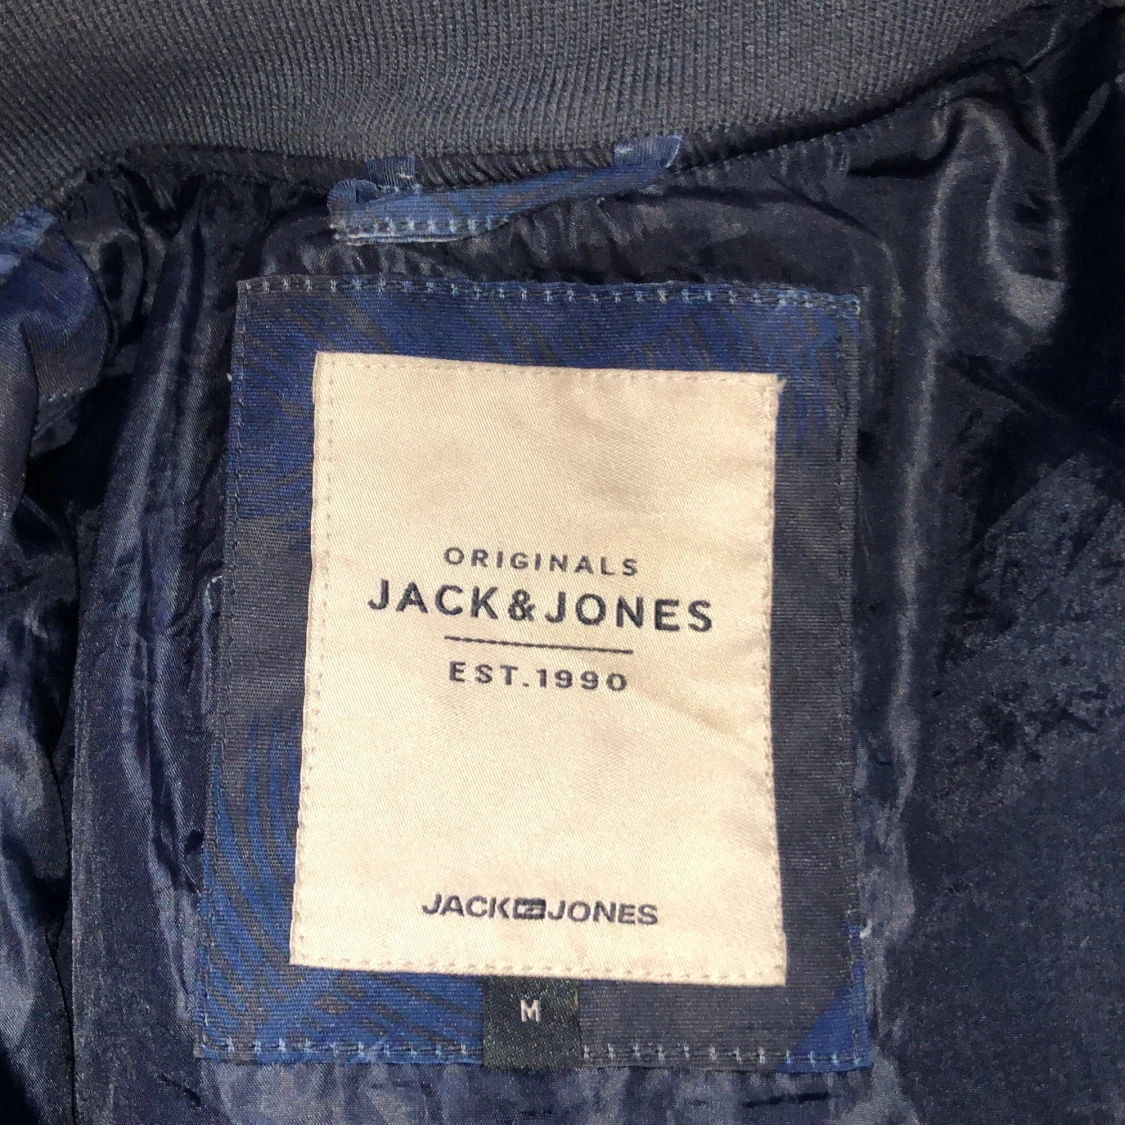 ORIGINALS
JACK&JONES
EST.1990
JACK JONES
M